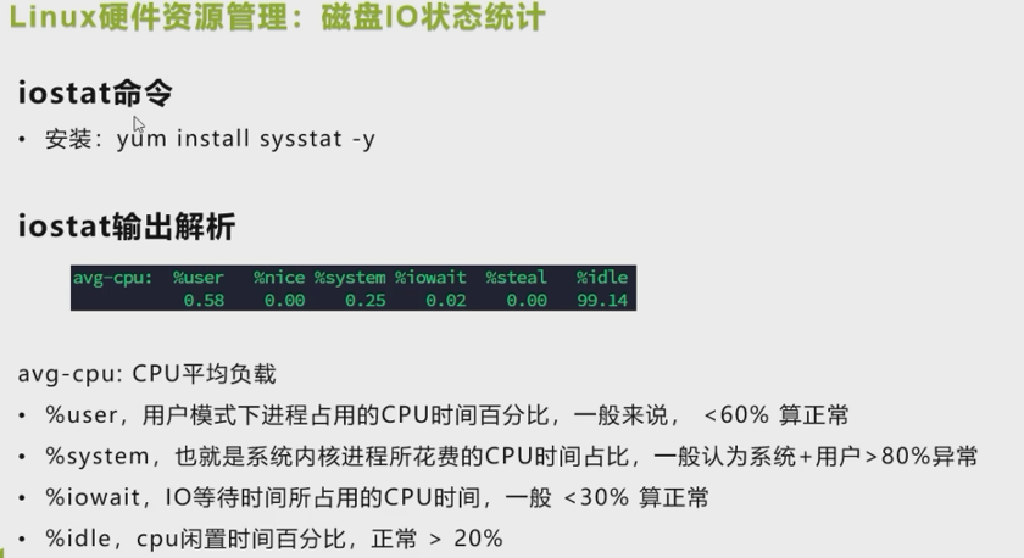 Linux硬件资源管理：磁盘IO状态统计
iostat命令
• 安装：yum install sysstat -y
iostat输出解析
avg-cpu: %user %nice %system %iowait %steal %idle
0.58 0.00 0.25 0.02 0.00 99.14
avg-cpu: CPU平均负载
• %user，用户模式下进程占用的CPU时间百分比，一般来说， <60% 算正常
• %system，也就是系统内核进程所花费的CPU时间占比，一般认为系统+用户>80%异常
• %iowait，IO等待时间所占用的CPU时间，一般 <30% 算正常
• %idle，cpu闲置时间百分比，正常 > 20%